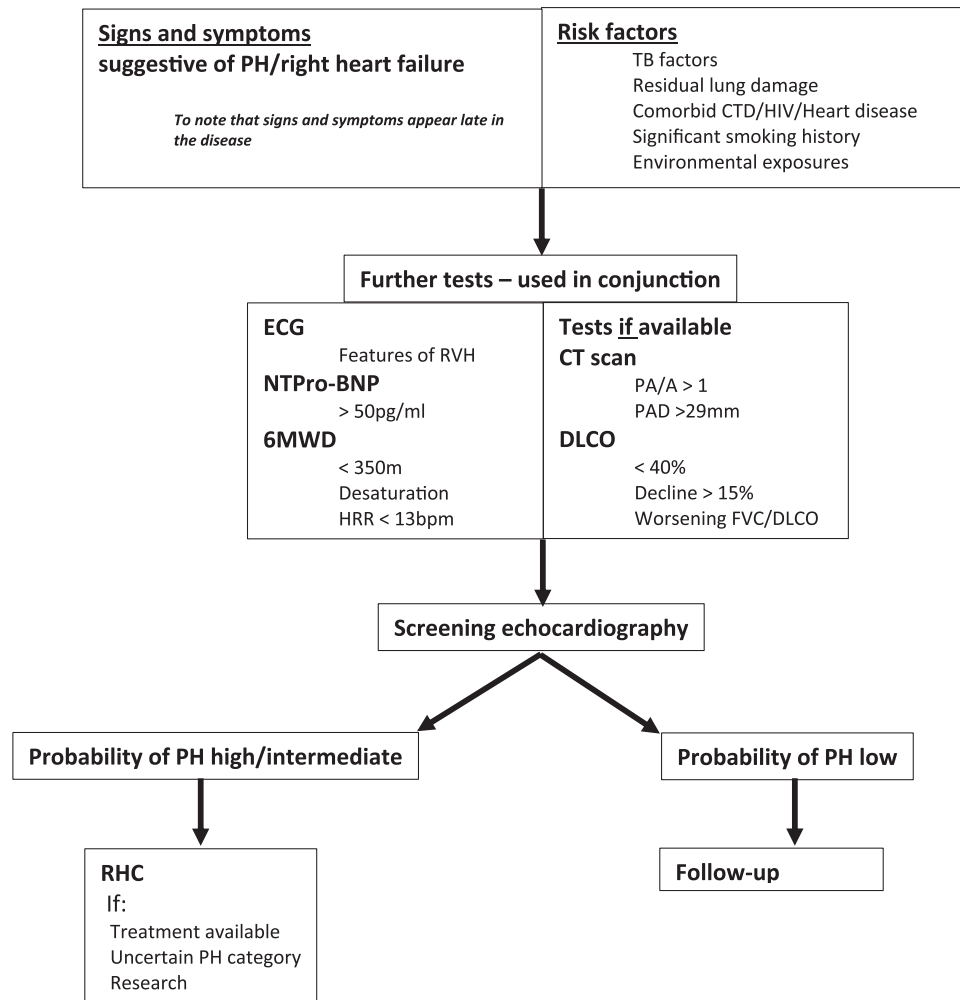 Signs and symptoms
suggestive of PH/right heart failure
To note that signs and symptoms appear late in
the disease
Risk factors
TB factors
Residual lung damage
Comorbid CTD/HIV/Heart disease
Significant smoking history
Environmental exposures
Further tests – used in conjunction
ECG
Features of RVH
NTPro-BNP
> 50pg/ml
6MWD
< 350m
Desaturation
HRR < 13bpm
Tests if available
CT scan
PA/A > 1
PAD >29mm
DLCO
< 40%
Decline > 15%
Worsening FVC/DLCO
Screening echocardiography
Probability of PH high/intermediate
Probability of PH low
RHC
If:
Treatment available
Uncertain PH category
Research
Follow-up